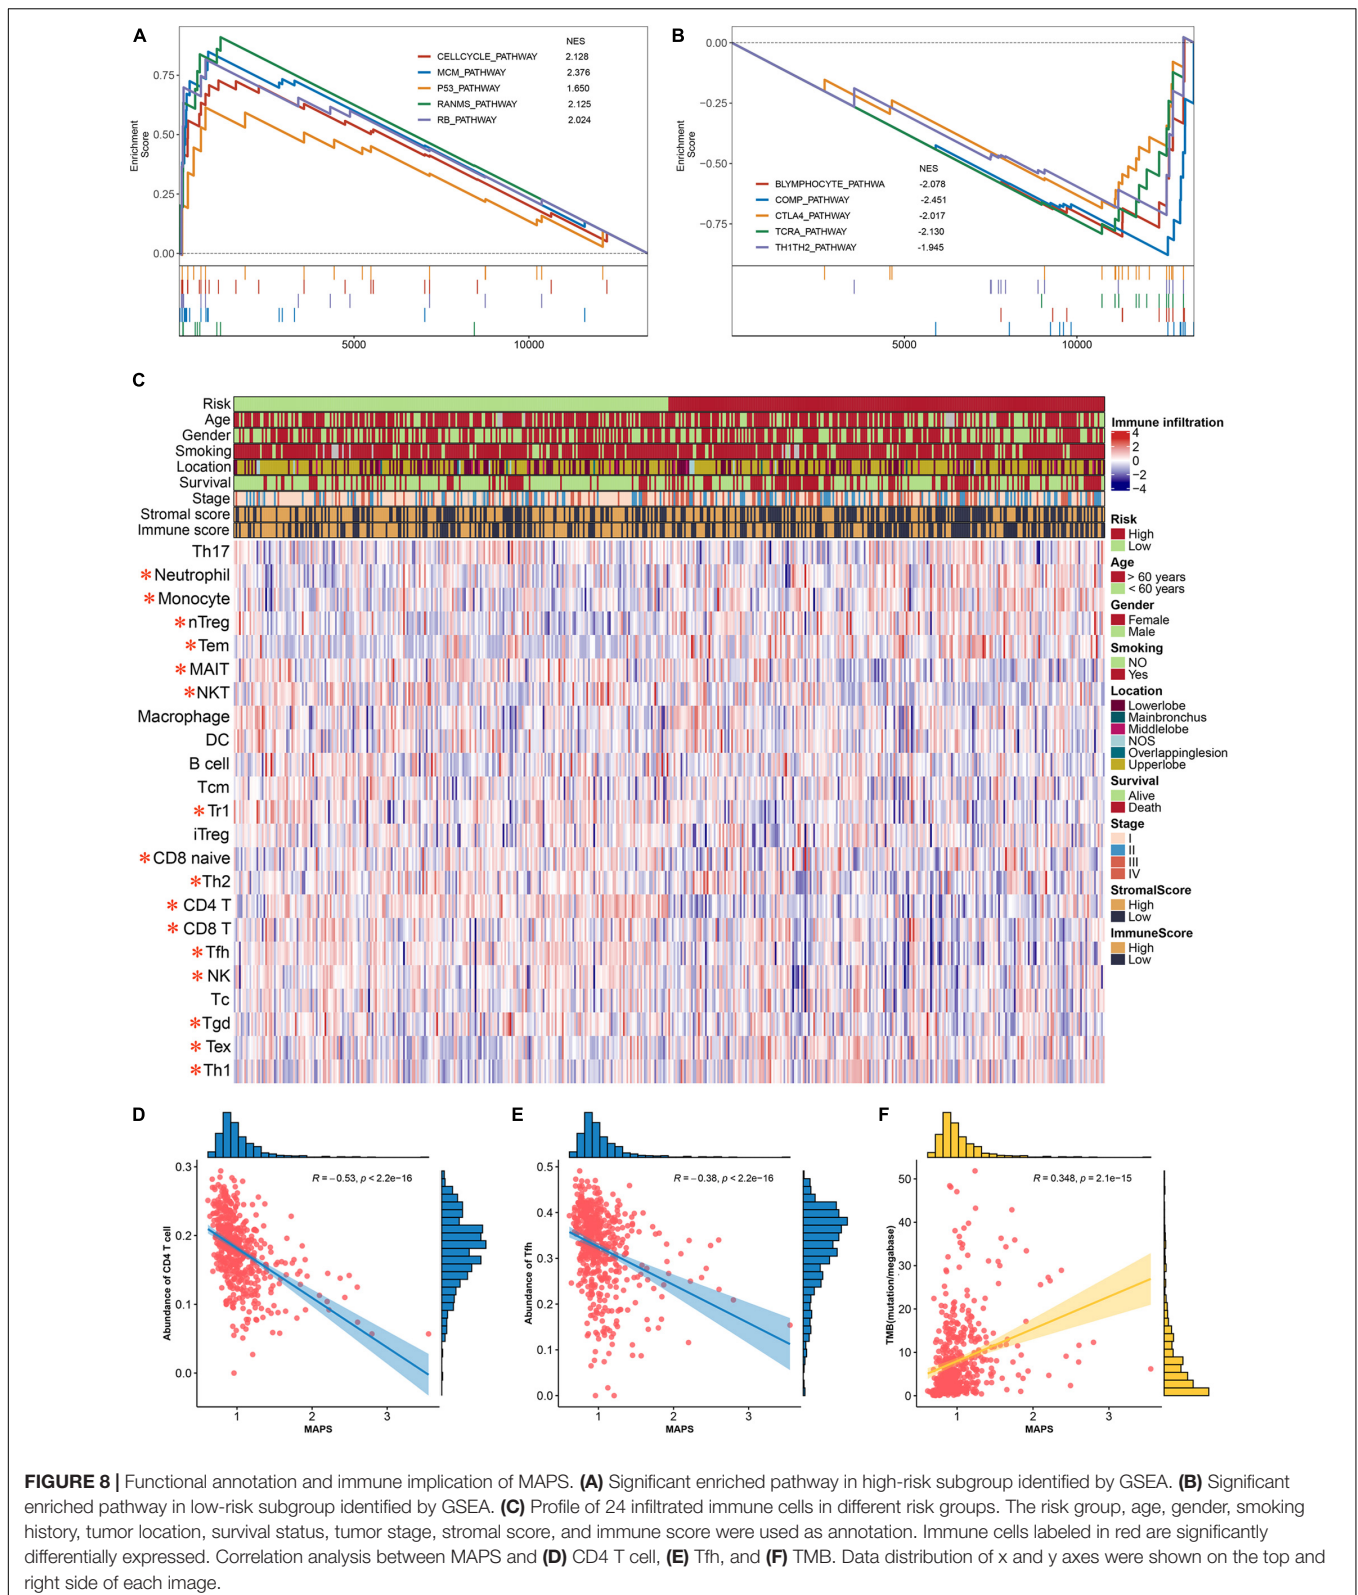 A
NES
CELLCYCLE_PATHWAY 2.128
MCM_PATHWAY 2.376
P53_PATHWAY 1.650
RANMS_PATHWAY 2.125
RB_PATHWAY 2.024
Enrichment
Score
0.75
0.50
0.25
0.00
5000 10000
B
NES
BLYMPHOCYTE_PATHWA -2.078
COMP_PATHWAY -2.451
CTLA4_PATHWAY -2.017
TCRA_PATHWAY -2.130
TH1TH2_PATHWAY -1.945
Enrichment
Score
0.00
-0.25
-0.50
-0.75
5000 10000
C
Risk
Age
Gender
Smoking
Location
Survival
Stage
Stromal score
Immune score
Th17
*Neutrophil
*Monocyte
*nTreg
*Tem
*MAIT
*NKT
Macrophage
DC
B cell
Tcm
*Tr1
iTreg
*CD8 naive
*Th2
* CD4 T
* CD8 T
*Tfh
* NK
Tc
*Tgd
* Tex
*Th1
Immune infiltration
4
2
0
−2
−4
Risk
High
Low
Age
> 60 years
< 60 years
Gender
Female
Male
Smoking
NO
Yes
Location
Lowerlobe
Mainbronchus
Middlelobe
NOS
Overlappinglesion
Upperlobe
Survival
Alive
Death
Stage
I
II
III
IV
StromalScore
High
Low
ImmuneScore
High
Low
D
R = −0.53, p < 2.2e−16
Abundance of CD4 T cell
0.3
0.2
0.1
0.0
1 2 3
MAPS
E
R = −0.38, p < 2.2e−16
Abundance of Tfh
0.5
0.4
0.3
0.2
0.1
0.0
1 2 3
MAPS
F
R = 0.348, p = 2.1e−15
TMB(mutation/megabase)
50
40
30
20
10
0
1 2 3
MAPS
FIGURE 8 | Functional annotation and immune implication of MAPS. (A) Significant enriched pathway in high-risk subgroup identified by GSEA. (B) Significant
enriched pathway in low-risk subgroup identified by GSEA. (C) Profile of 24 infiltrated immune cells in different risk groups. The risk group, age, gender, smoking
history, tumor location, survival status, tumor stage, stromal score, and immune score were used as annotation. Immune cells labeled in red are significantly
differentially expressed. Correlation analysis between MAPS and (D) CD4 T cell, (E) Tfh, and (F) TMB. Data distribution of x and y axes were shown on the top and
right side of each image.